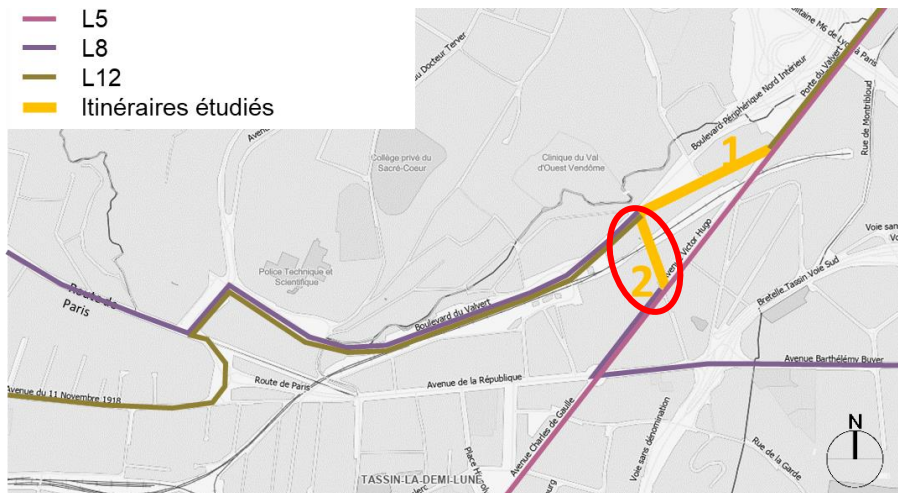 L5
L8
L12
Itinéraires étudiés
au Docteur Terver
Porte du Valvert
Boulevard Périphérique Nord Intérieur
Rue de Montribloud
Collège privé du
Sacré-Coeur
Clinique du Val
d'Ouest Vendôme
1
2
Avenue Victor Hugo
Voie sans
Police Technique et
Scientifique
Bretelle Tassin Voie Sud
Route de
Paris
Boulevard du Valvert
Avenue Barthélémy Buyer
Route de Paris
Avenue de la République
Avenue du 11 Novembre 1918
Avenue Charles de Gaulle
Voie sans dénomination
Rue de la Garde
N
TASSIN-LA-DEMI-LUNE